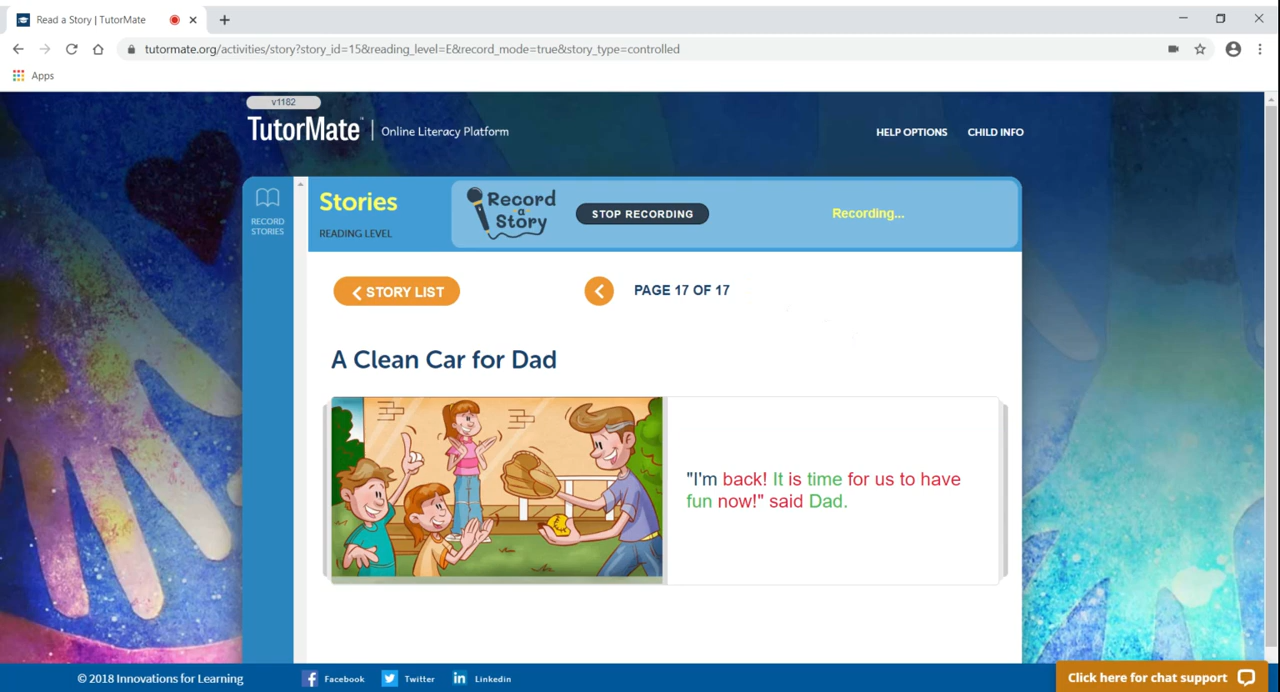 Read a Story | TutorMate
tutormate.org/activities/story?story_id=15&reading_level=E&record_mode=true&story_type=controlled
Apps
v1182
TutorMate | Online Literacy Platform
HELP OPTIONS CHILD INFO
RECORD
STORIES
Stories
READING LEVEL
Record
a
Story
STOP RECORDING
Recording...
STORY LIST
PAGE 17 OF 17
A Clean Car for Dad
"I'm back! It is time for us to have
fun now!" said Dad.
© 2018 Innovations for Learning
Facebook Twitter Linkedin
Click here for chat support